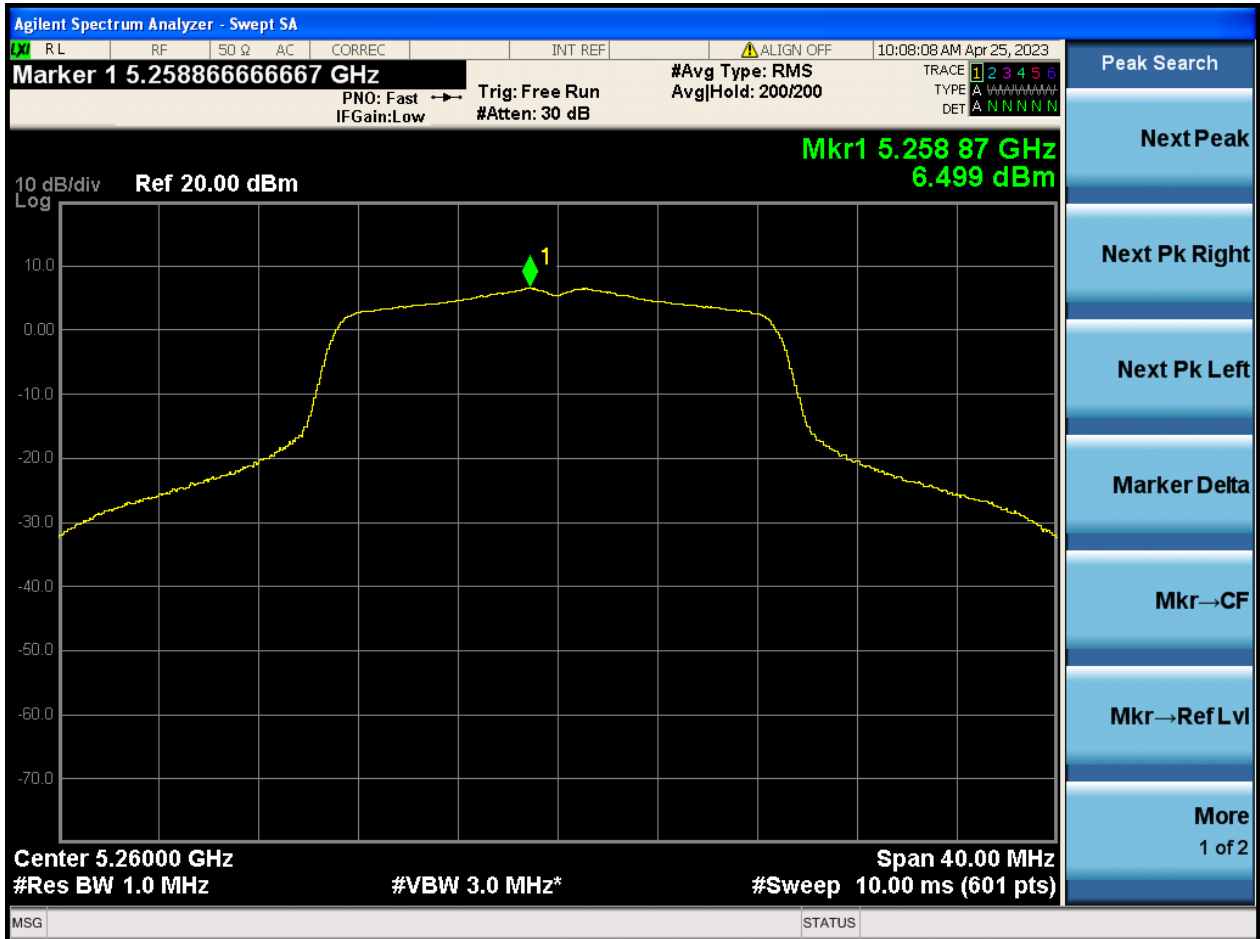 Agilent Spectrum Analyzer - Swept SA
LXI RL RF 50 Ω AC CORREC INT REF ALIGN OFF 10:08:08 AM Apr 25, 2023
Marker 1 5.258866666667 GHz
PNO: Fast
IFGain:Low
Trig: Free Run
#Atten: 30 dB
#Avg Type: RMS
Avg|Hold: 200/200
TRACE 1 2 3 4 5 6
TYPE A WWWWW
DET A N N N N N
Mkr1 5.258 87 GHz
6.499 dBm
10 dB/div Ref 20.00 dBm
Log
10.0
1
0.00
-10.0
-20.0
-30.0
-40.0
-50.0
-60.0
-70.0
Center 5.26000 GHz Span 40.00 MHz
#Res BW 1.0 MHz #VBW 3.0 MHz* #Sweep 10.00 ms (601 pts)
MSG STATUS
Peak Search
Next Peak
Next Pk Right
Next Pk Left
Marker Delta
Mkr→CF
Mkr→Ref Lvl
More
1 of 2